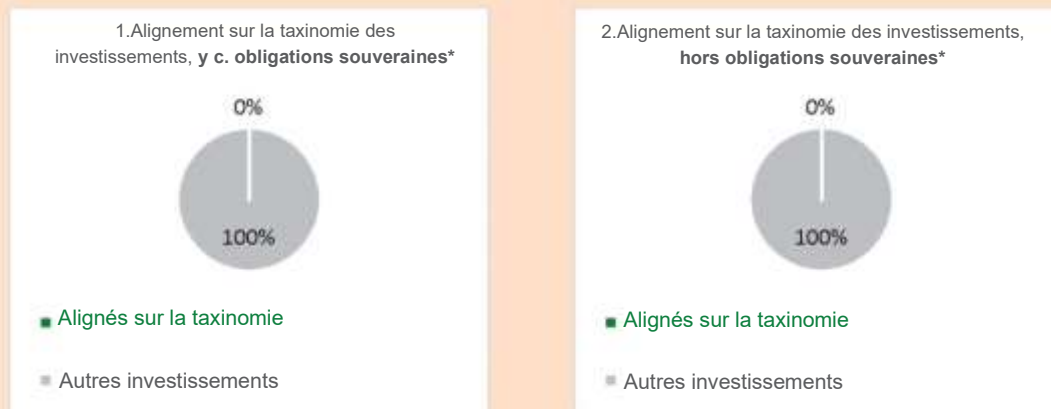 1.Alignement sur la taxinomie des
investissements, y c. obligations souveraines*
0%
100%
Alignés sur la taxinomie
Autres investissements
2.Alignement sur la taxinomie des investissements,
hors obligations souveraines*
0%
100%
Alignés sur la taxinomie
Autres investissements